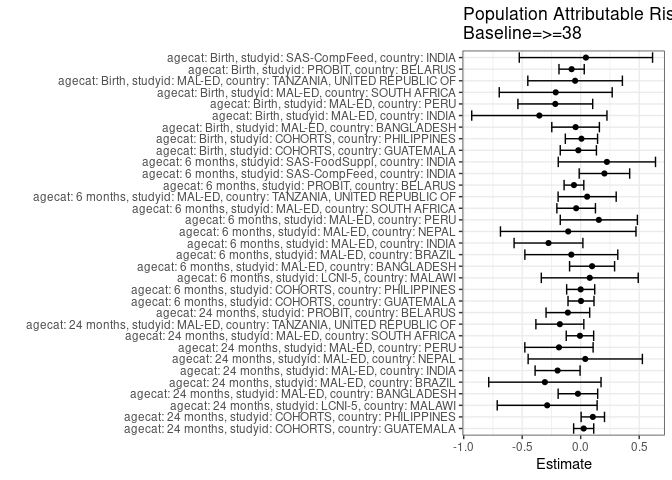 Population Attributable Ris
Baseline=>=38
agecat: Birth, studyid: SAS-CompFeed, country: INDIA
agecat: Birth, studyid: PROBIT, country: BELARUS
agecat: Birth, studyid: MAL-ED, country: TANZANIA, UNITED REPUBLIC OF
agecat: Birth, studyid: MAL-ED, country: SOUTH AFRICA
agecat: Birth, studyid: MAL-ED, country: PERU
agecat: Birth, studyid: MAL-ED, country: INDIA
agecat: Birth, studyid: MAL-ED, country: BANGLADESH
agecat: Birth, studyid: COHORTS, country: PHILIPPINES
agecat: Birth, studyid: COHORTS, country: GUATEMALA
agecat: 6 months, studyid: SAS-FoodSuppl, country: INDIA
agecat: 6 months, studyid: SAS-CompFeed, country: INDIA
agecat: 6 months, studyid: PROBIT, country: BELARUS
agecat: 6 months, studyid: MAL-ED, country: TANZANIA, UNITED REPUBLIC OF
agecat: 6 months, studyid: MAL-ED, country: SOUTH AFRICA
agecat: 6 months, studyid: MAL-ED, country: PERU
agecat: 6 months, studyid: MAL-ED, country: NEPAL
agecat: 6 months, studyid: MAL-ED, country: INDIA
agecat: 6 months, studyid: MAL-ED, country: BRAZIL
agecat: 6 months, studyid: MAL-ED, country: BANGLADESH
agecat: 6 months, studyid: LCNI-5, country: MALAWI
agecat: 6 months, studyid: COHORTS, country: PHILIPPINES
agecat: 6 months, studyid: COHORTS, country: GUATEMALA
agecat: 24 months, studyid: PROBIT, country: BELARUS
agecat: 24 months, studyid: MAL-ED, country: TANZANIA, UNITED REPUBLIC OF
agecat: 24 months, studyid: MAL-ED, country: SOUTH AFRICA
agecat: 24 months, studyid: MAL-ED, country: PERU
agecat: 24 months, studyid: MAL-ED, country: NEPAL
agecat: 24 months, studyid: MAL-ED, country: INDIA
agecat: 24 months, studyid: MAL-ED, country: BRAZIL
agecat: 24 months, studyid: MAL-ED, country: BANGLADESH
agecat: 24 months, studyid: LCNI-5, country: MALAWI
agecat: 24 months, studyid: COHORTS, country: PHILIPPINES
agecat: 24 months, studyid: COHORTS, country: GUATEMALA
-1.0 -0.5 0.0 0.5
Estimate